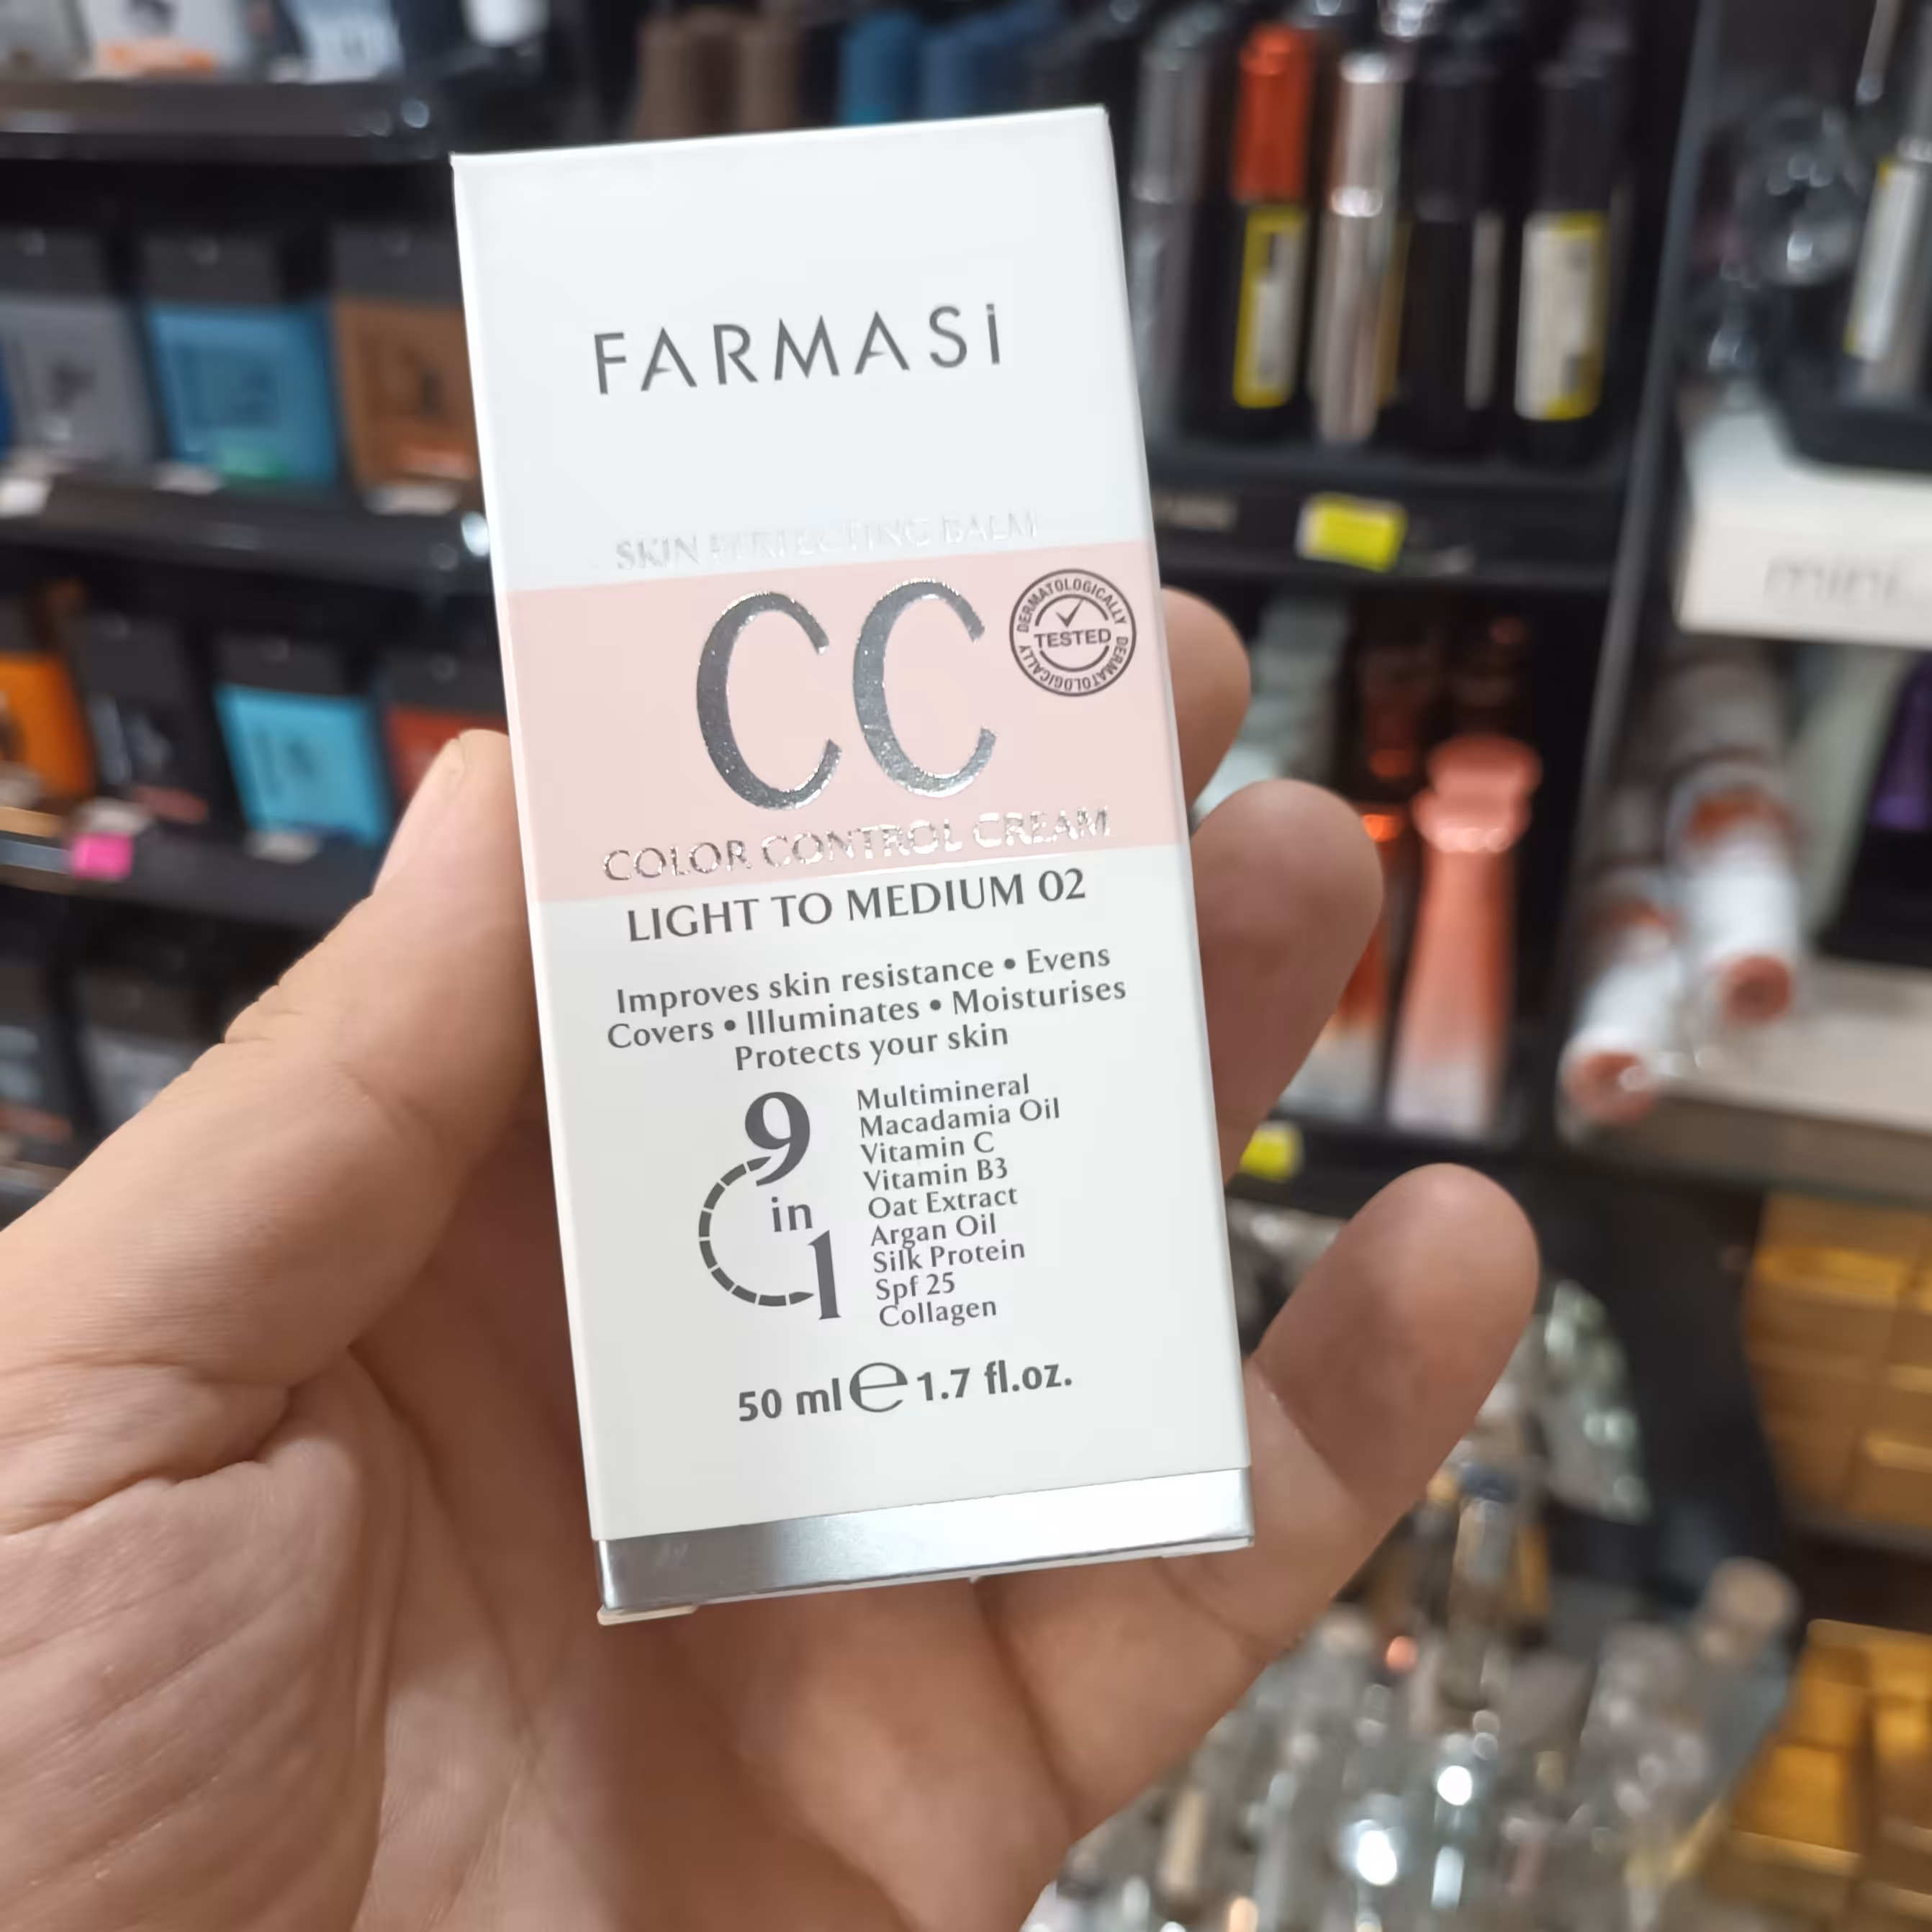 FARMASİ
SKIN PERFECTING BALM
CC
DERMATOLOGICALLY
TESTED
DERMATOLOGICALLY
COLOR CONTROL CREAM
LIGHT TO MEDIUM 02
Improves skin resistance • Evens
Covers • Illuminates • Moisturises
Protects your skin
9 in 1
Multimineral
Macadamia Oil
Vitamin C
Vitamin B3
Oat Extract
Argan Oil
Silk Protein
Spf 25
Collagen
50 ml ℮ 1.7 fl.oz.
mini